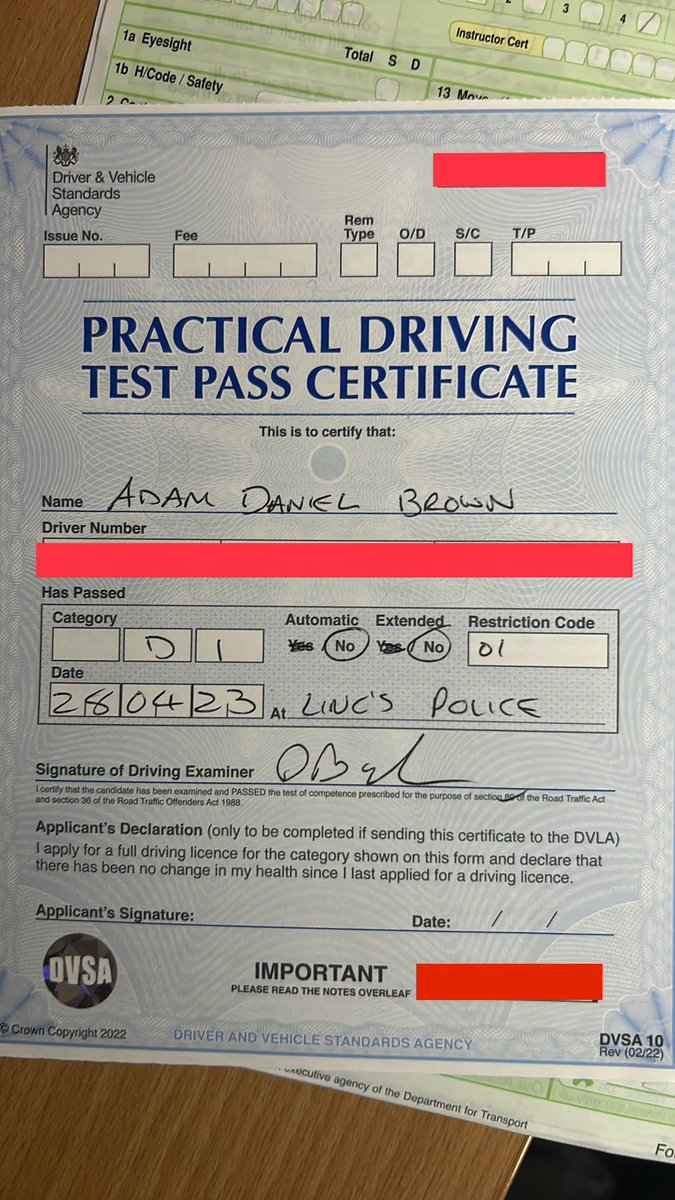 3 4
Instructor Cert
1a Eyesight
Total S D
1b H/Code / Safety
13 Move
Driver & Vehicle
Standards
Agency
Issue No. Fee Rem Type O/D S/C T/P
PRACTICAL DRIVING
TEST PASS CERTIFICATE
This is to certify that:
Name ADAM DANIEL BROWN
Driver Number
Has Passed
Category Automatic Extended Restriction Code
D 1 Yes No Yes No 01
Date
28 04 23 At LINC'S POLICE
Signature of Driving Examiner
I certify that the candidate has been examined and PASSED the test of competence prescribed for the purpose of section 89 of the Road Traffic Act
and section 36 of the Road Traffic Offenders Act 1988.
Applicant's Declaration (only to be completed if sending this certificate to the DVLA)
I apply for a full driving licence for the category shown on this form and declare that
there has been no change in my health since I last applied for a driving licence.
Applicant's Signature: Date: / /
DVSA
IMPORTANT
PLEASE READ THE NOTES OVERLEAF
© Crown Copyright 2022
DRIVER AND VEHICLE STANDARDS AGENCY
DVSA 10
Rev (02/22)
executive agency of the Department for Transport